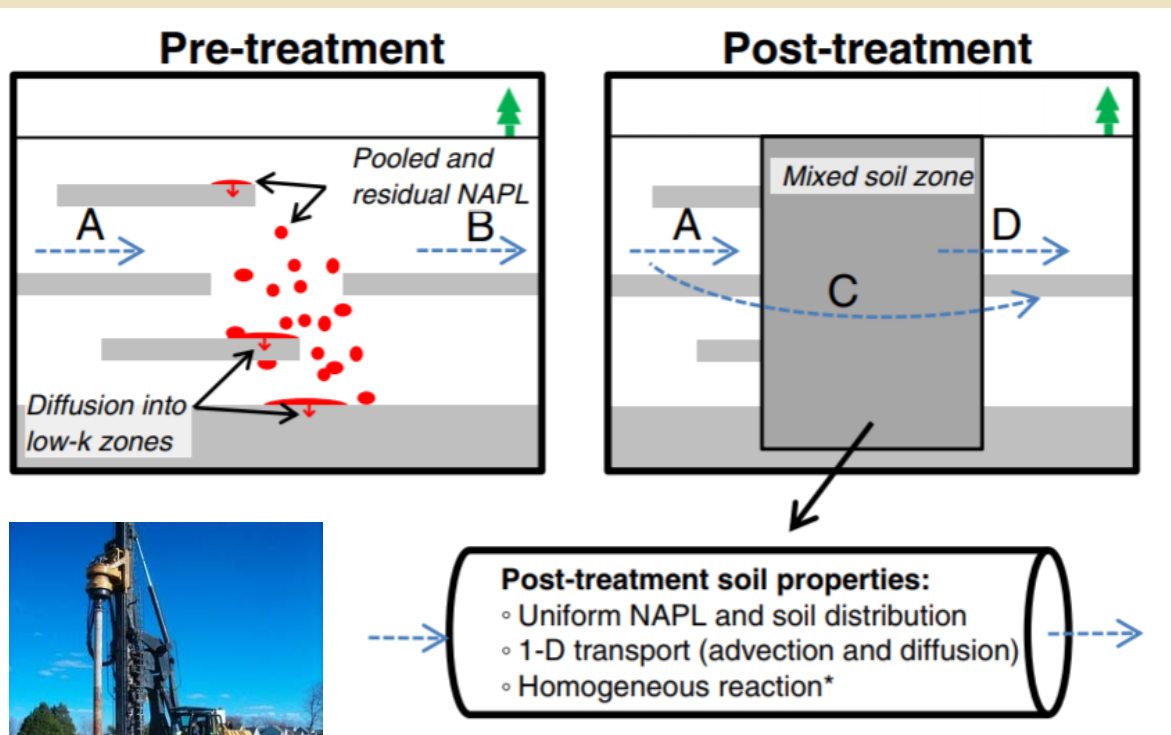 Pre-treatment
Pooled and
residual NAPL
A
B
Diffusion into
low-k zones
Post-treatment
Mixed soil zone
A
D
C
Post-treatment soil properties:
◦ Uniform NAPL and soil distribution
◦ 1-D transport (advection and diffusion)
◦ Homogeneous reaction*